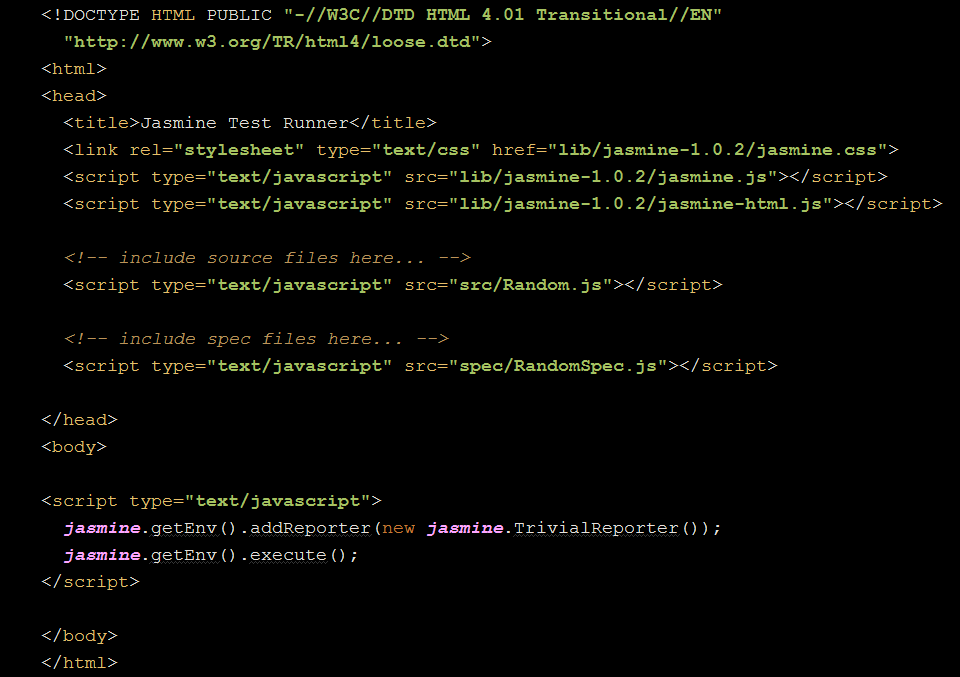 <!DOCTYPE HTML PUBLIC "-//W3C//DTD HTML 4.01 Transitional//EN"
  "http://www.w3.org/TR/html4/loose.dtd">
<html>
<head>
  <title>Jasmine Test Runner</title>
  <link rel="stylesheet" type="text/css" href="lib/jasmine-1.0.2/jasmine.css">
  <script type="text/javascript" src="lib/jasmine-1.0.2/jasmine.js"></script>
  <script type="text/javascript" src="lib/jasmine-1.0.2/jasmine-html.js"></script>

  <!-- include source files here... -->
  <script type="text/javascript" src="src/Random.js"></script>

  <!-- include spec files here... -->
  <script type="text/javascript" src="spec/RandomSpec.js"></script>

</head>
<body>

<script type="text/javascript">
  jasmine.getEnv().addReporter(new jasmine.TrivialReporter());
  jasmine.getEnv().execute();
</script>

</body>
</html>